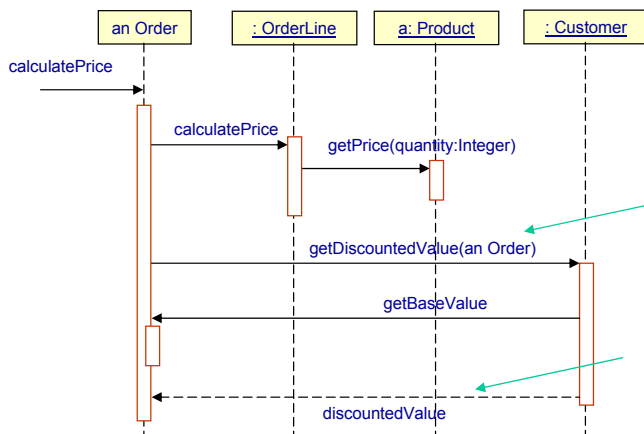 an Order
: OrderLine
a: Product
: Customer
calculatePrice
calculatePrice
getPrice(quantity:Integer)
getDiscountedValue(an Order)
getBaseValue
discountedValue